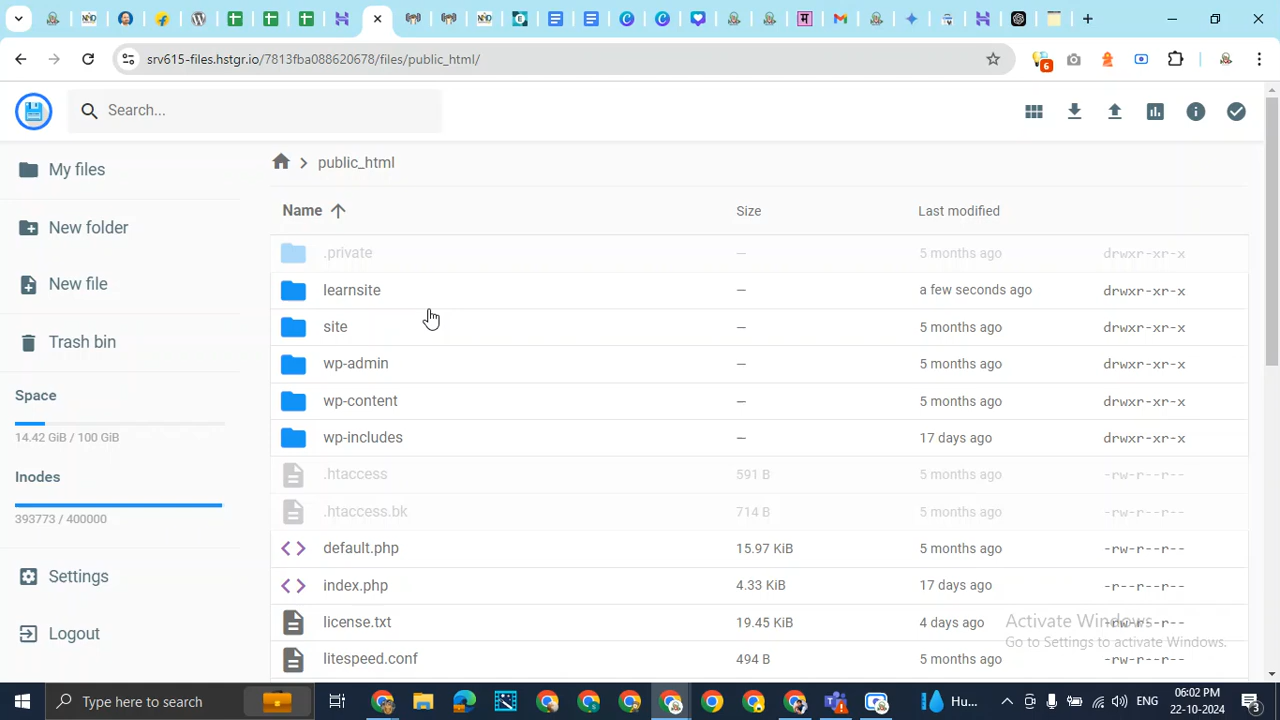 srv615-files.hstgr.io/7813fba088620678/files/public_html/
6
Search...
My files
New folder
New file
Trash bin
Space
14.42 GiB / 100 GiB
Inodes
393773 / 400000
Settings
Logout
public_html
Name Size Last modified
.private — 5 months ago drwxr-xr-x
learnsite — a few seconds ago drwxr-xr-x
site — 5 months ago drwxr-xr-x
wp-admin — 5 months ago drwxr-xr-x
wp-content — 5 months ago drwxr-xr-x
wp-includes — 17 days ago drwxr-xr-x
.htaccess 591 B 5 months ago -rw-r--r--
.htaccess.bk 714 B 5 months ago -rw-r--r--
default.php 15.97 KiB 5 months ago -rw-r--r--
index.php 4.33 KiB 17 days ago -r--r--r--
license.txt 19.45 KiB 4 days ago -rw-r--r--
litespeed.conf 494 B 5 months ago -rw-r--r--
Activate Windows
Go to Settings to activate Windows.
Type here to search
Hu...
ENG
06:02 PM
22-10-2024
3